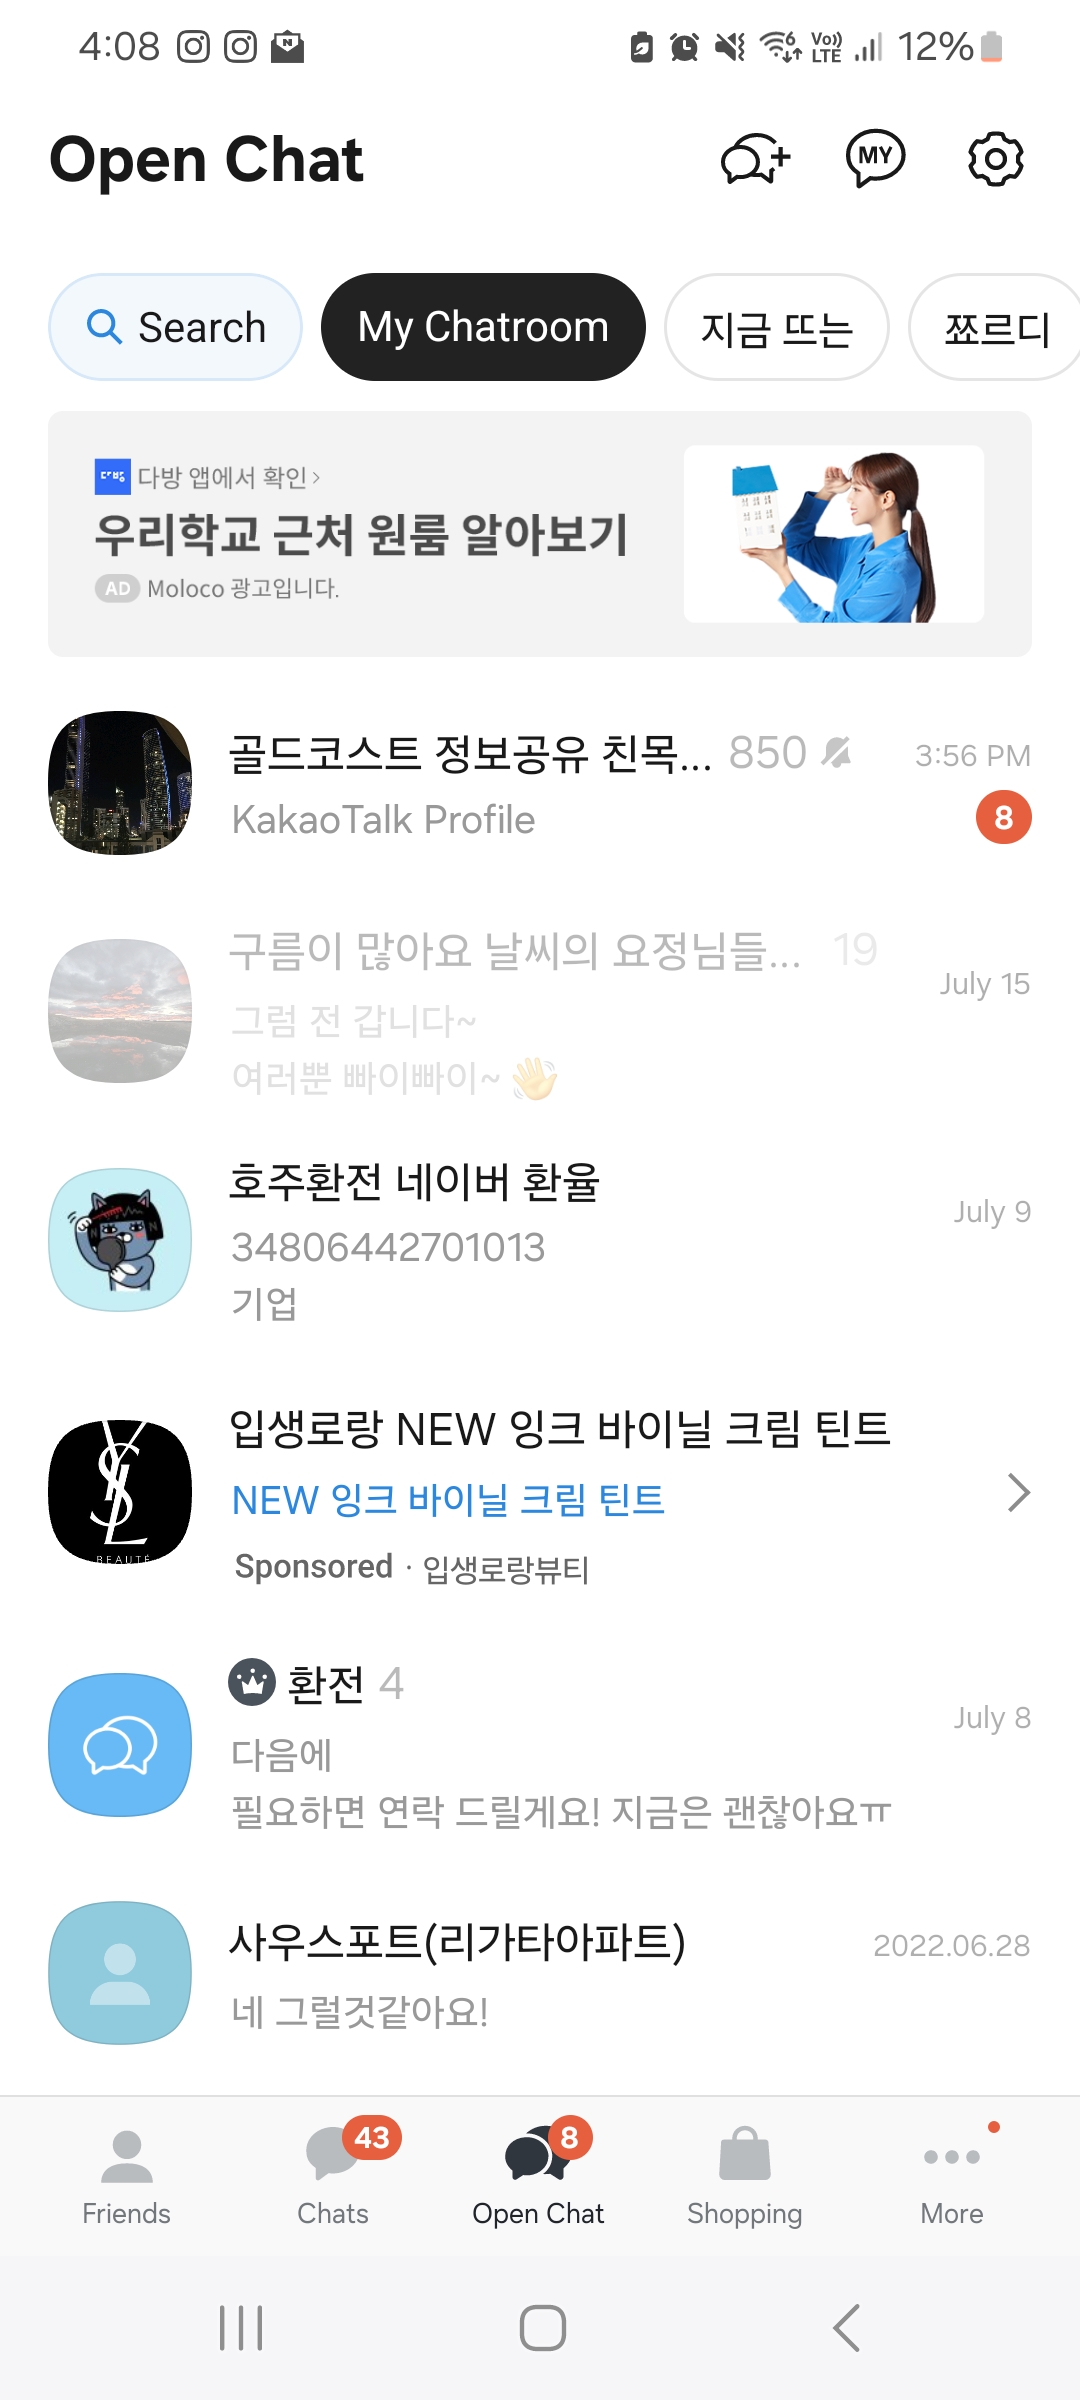 4:08
12%
Vo))
LTE
Open Chat
MY
Search
My Chatroom
지금 뜨는
쬬르디
다방
다방 앱에서 확인 >
우리학교 근처 원룸 알아보기
AD Moloco 광고입니다.
골드코스트 정보공유 친목... 850
3:56 PM
KakaoTalk Profile
8
구름이 많아요 날씨의 요정님들... 19
July 15
그럼 전 갑니다~
여러뿐 빠이빠이~ 👋
호주환전 네이버 환율
July 9
34806442701013
기업
YSL
BEAUTÉ
입생로랑 NEW 잉크 바이닐 크림 틴트
NEW 잉크 바이닐 크림 틴트
Sponsored · 입생로랑뷰티
환전 4
July 8
다음에
필요하면 연락 드릴게요! 지금은 괜찮아요ㅠ
사우스포트(리가타아파트)
2022.06.28
네 그럴것같아요!
43
8
Friends
Chats
Open Chat
Shopping
More